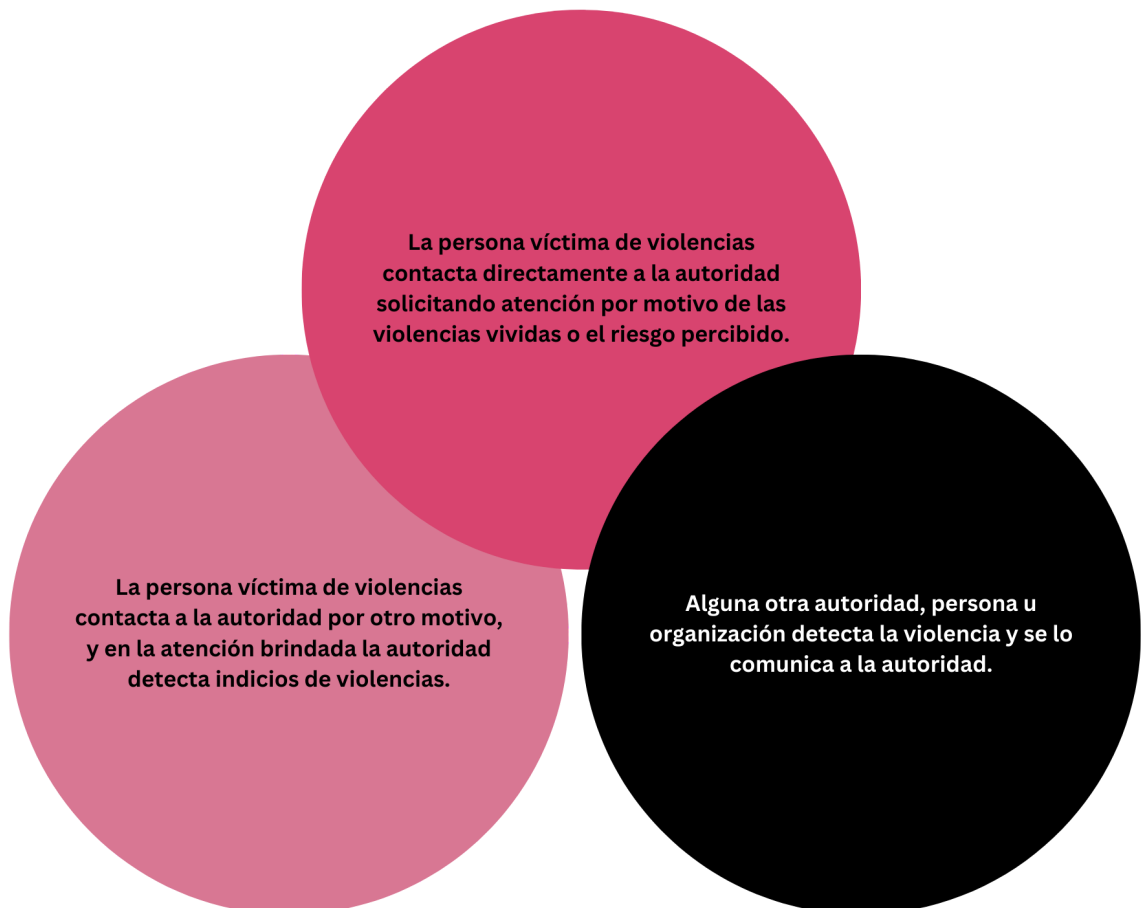 La persona víctima de violencias
contacta directamente a la autoridad
solicitando atención por motivo de las
violencias vividas o el riesgo percibido.
La persona víctima de violencias
contacta a la autoridad por otro motivo,
y en la atención brindada la autoridad
detecta indicios de violencias.
Alguna otra autoridad, persona u
organización detecta la violencia y se lo
comunica a la autoridad.